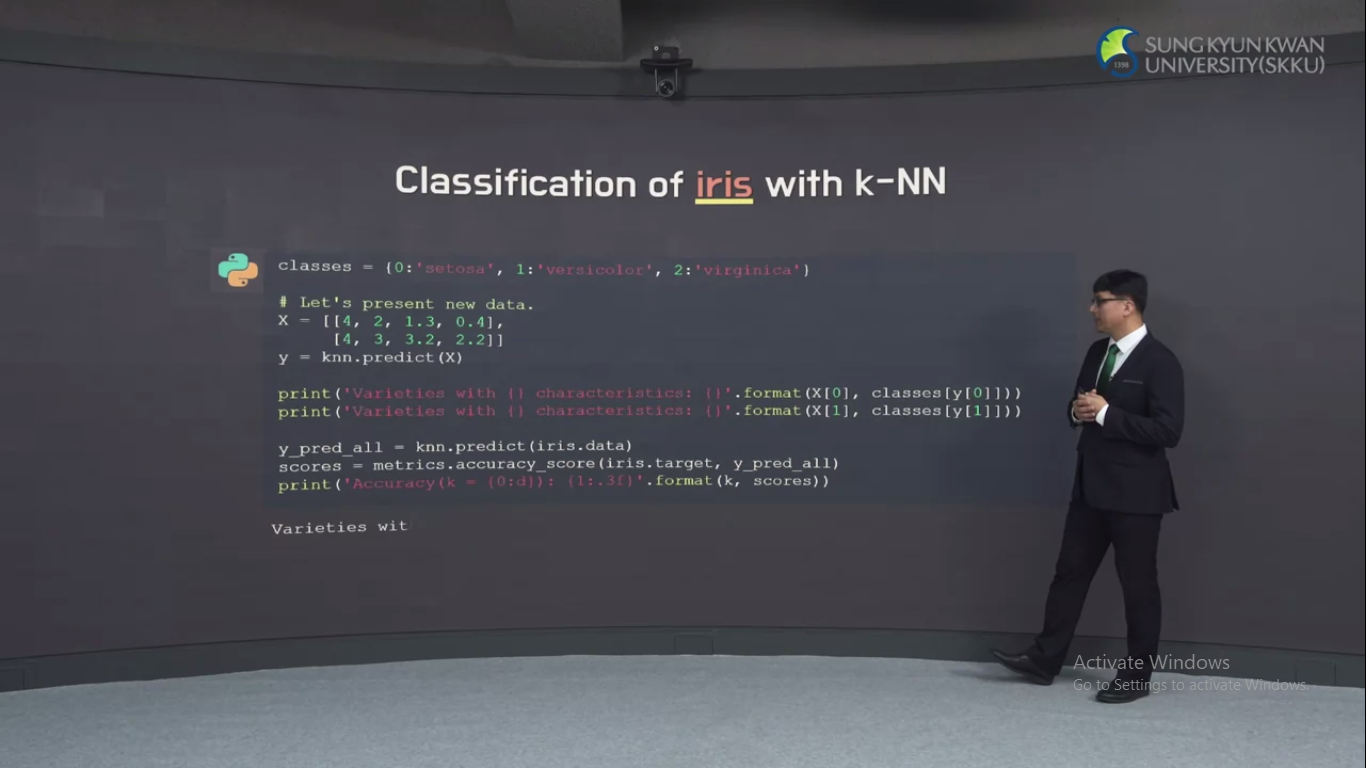 SUNGKYUNKWAN
UNIVERSITY(SKKU)
1398
Classification of iris with k-NN
classes = {0:'setosa', 1:'versicolor', 2:'virginica'}
# Let's present new data.
X = [[4, 2, 1.3, 0.4],
[4, 3, 3.2, 2.2]]
y = knn.predict(X)
print('Varieties with {} characteristics: {}'.format(X[0], classes[y[0]]))
print('Varieties with {} characteristics: {}'.format(X[1], classes[y[1]]))
y_pred_all = knn.predict(iris.data)
scores = metrics.accuracy_score(iris.target, y_pred_all)
print('Accuracy(k = {0:d}): {1:.3f}'.format(k, scores))
Varieties wit
Activate Windows
Go to Settings to activate Windows.